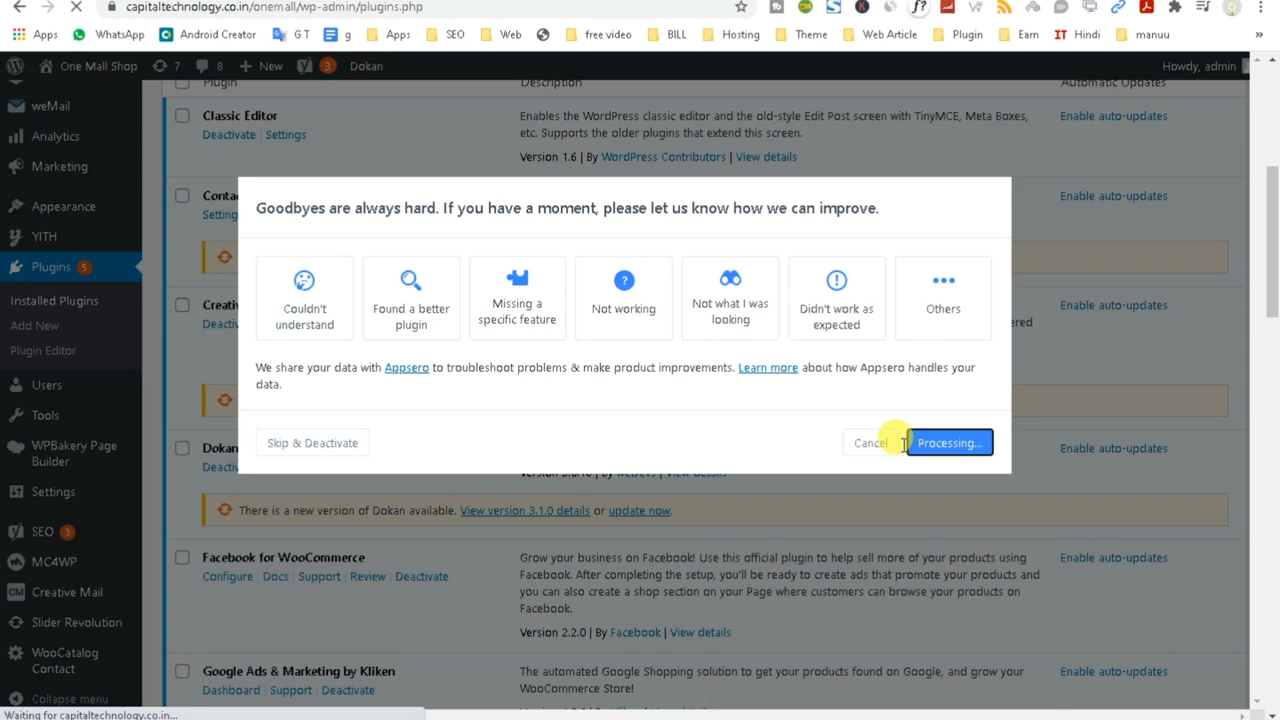 capitaltechnology.co.in/onemall/wp-admin/plugins.php
Apps WhatsApp Android Creator G T g Apps SEO Web free video BILL Hosting Theme Web Article Plugin Earn IT Hindi manuu »
One Mall Shop 7 8 + New 3 Dokan Howdy, admin
Plugin Description Automatic Updates
weMail
Analytics
Marketing
Appearance
YITH
Plugins 5
Installed Plugins
Add New
Plugin Editor
Users
Tools
WPBakery Page
Builder
Settings
SEO 3
MC4WP
CM Creative Mail
Slider Revolution
WooCatalog
Contact
Collapse menu
Classic Editor
Deactivate | Settings
Enables the WordPress classic editor and the old-style Edit Post screen with TinyMCE, Meta Boxes,
etc. Supports the older plugins that extend this screen.
Version 1.6 | By WordPress Contributors | View details
Enable auto-updates
Conta
Setting
Enable auto-updates
Goodbyes are always hard. If you have a moment, please let us know how we can improve.
Couldn't
understand
Found a better
plugin
Missing a
specific feature
Not working
Not what I was
looking
Didn't work as
expected
Others
We share your data with Appsero to troubleshoot problems & make product improvements. Learn more about how Appsero handles your
data.
Skip & Deactivate Cancel Processing...
Creati
Deactiv
ered
Enable auto-updates
Dokan
Deactiv
Enable auto-updates
There is a new version of Dokan available. View version 3.1.0 details or update now.
Facebook for WooCommerce
Configure | Docs | Support | Review | Deactivate
Grow your business on Facebook! Use this official plugin to help sell more of your products using
Facebook. After completing the setup, you'll be ready to create ads that promote your products and
you can also create a shop section on your Page where customers can browse your products on
Facebook.
Version 2.2.0 | By Facebook | View details
Enable auto-updates
Google Ads & Marketing by Kliken
Dashboard | Support | Deactivate
The automated Google Shopping solution to get your products found on Google, and grow your
WooCommerce Store!
Enable auto-updates
Waiting for capitaltechnology.co.in...